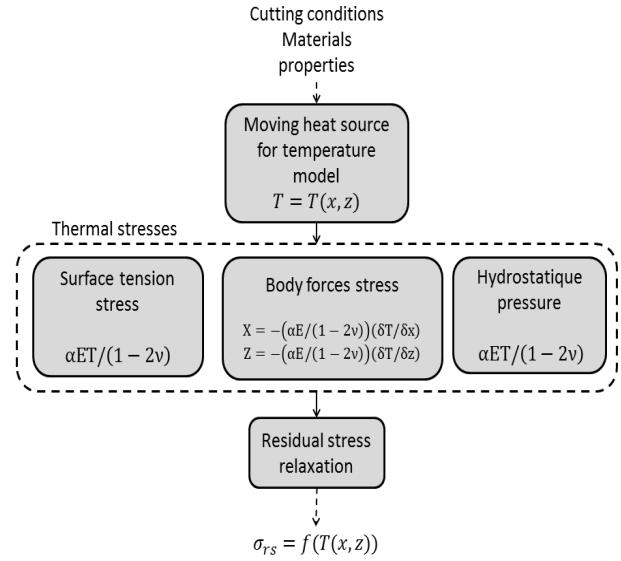 Cutting conditions
Materials
properties
Moving heat source
for temperature
model
T = T(x, z)
Thermal stresses
Surface tension
stress
αET/(1 − 2ν)
Body forces stress
X = −(αE/(1 − 2ν))(δT/δx)
Z = −(αE/(1 − 2ν))(δT/δz)
Hydrostatique
pressure
αET/(1 − 2ν)
Residual stress
relaxation
σrs = f(T(x, z))